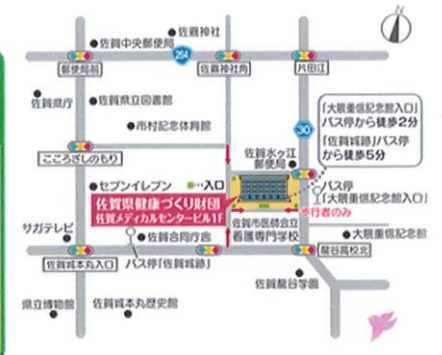 N
佐嘉神社
佐賀中央郵便局
264
郵便局前
佐嘉神社角
片田江
佐賀県庁
佐賀県立図書館
市村記念体育館
30
「大隈重信記念館入口」
バス停から徒歩2分
「佐賀城跡」バス停
から徒歩5分
佐賀水ヶ江
郵便局
こころざしのもり
セブンイレブン
…入口
佐賀県健康づくり財団
佐賀メディカルセンタービル1F
バス停
「大隈重信記念館入口」
歩行者のみ
サガテレビ
佐賀合同庁舎
佐賀市医師会立
看護専門学校
大隈重信記念館
佐賀城本丸入口
バス停「佐賀城跡」
龍谷高校北
佐賀龍谷学園
県立博物館
佐賀城本丸歴史館